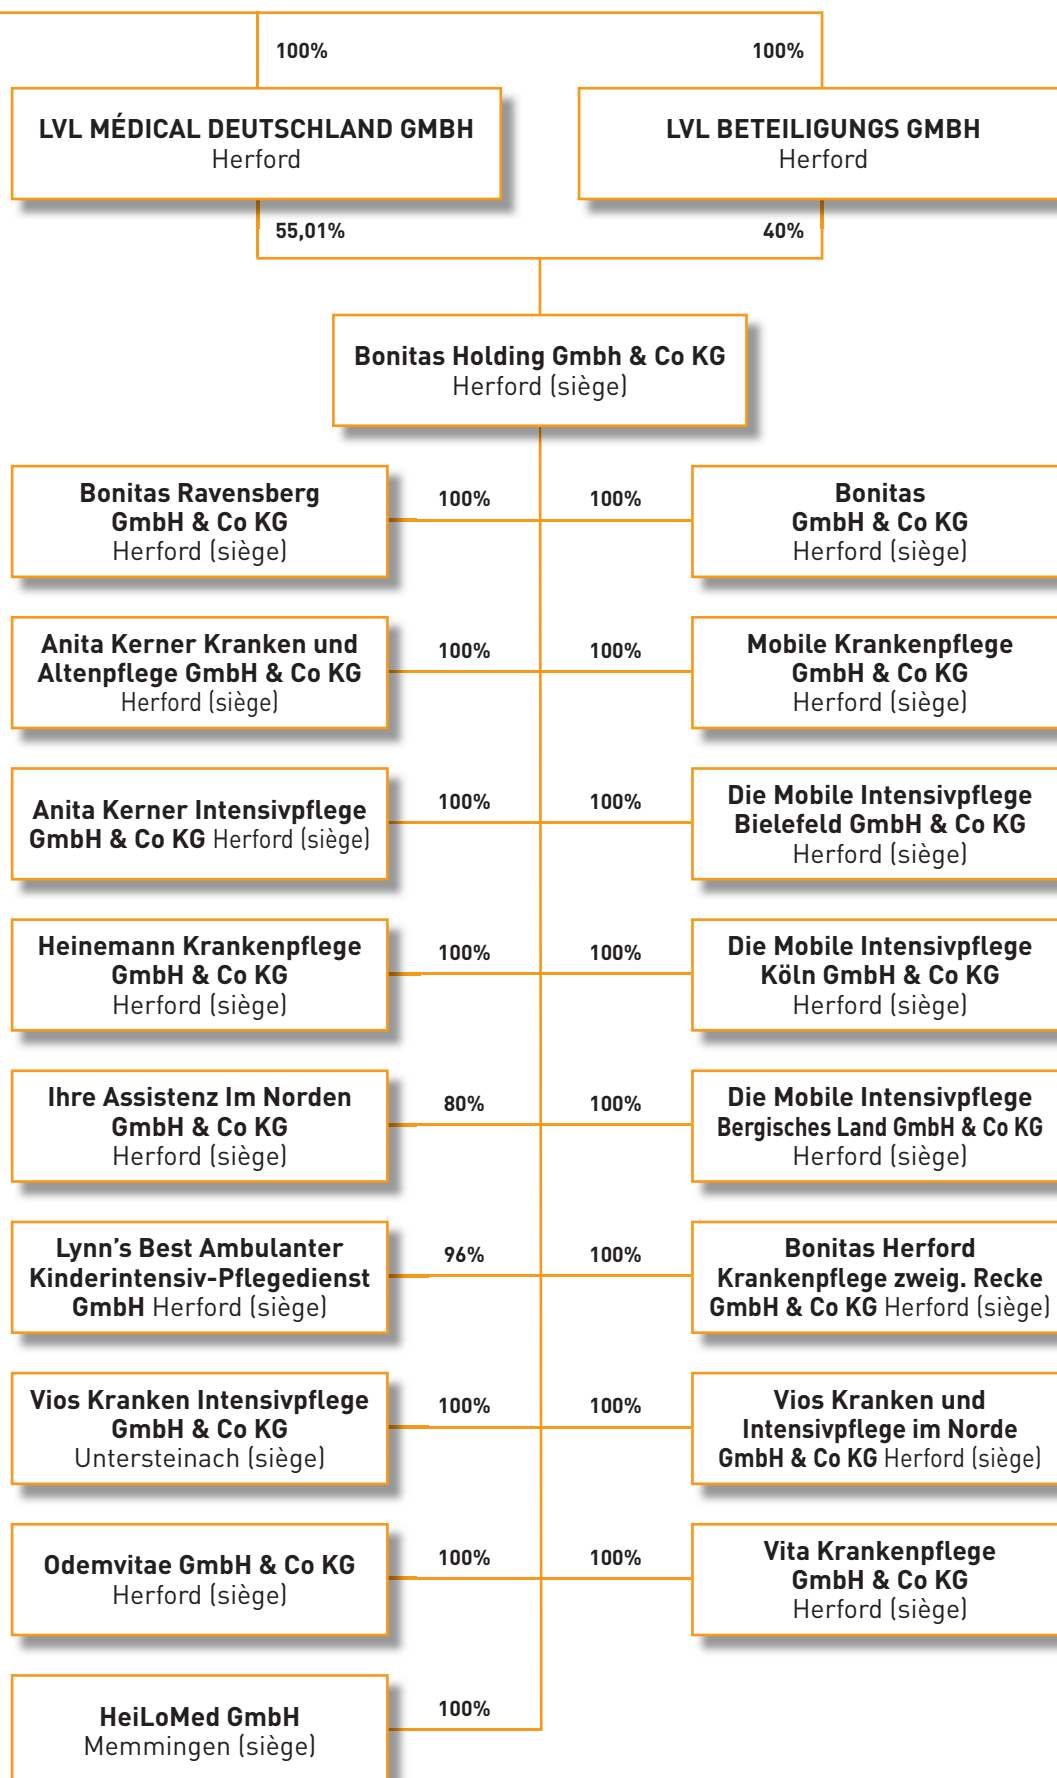 100%
100%
LVL MÉDICAL DEUTSCHLAND GMBH
Herford
LVL BETEILIGUNGS GMBH
Herford
55,01%
40%
Bonitas Holding Gmbh & Co KG
Herford (siège)
Bonitas Ravensberg
GmbH & Co KG
Herford (siège)
100%
100%
Bonitas
GmbH & Co KG
Herford (siège)
Anita Kerner Kranken und
Altenpflege GmbH & Co KG
Herford (siège)
100%
100%
Mobile Krankenpflege
GmbH & Co KG
Herford (siège)
Anita Kerner Intensivpflege
GmbH & Co KG Herford (siège)
100%
100%
Die Mobile Intensivpflege
Bielefeld GmbH & Co KG
Herford (siège)
Heinemann Krankenpflege
GmbH & Co KG
Herford (siège)
100%
100%
Die Mobile Intensivpflege
Köln GmbH & Co KG
Herford (siège)
Ihre Assistenz Im Norden
GmbH & Co KG
Herford (siège)
80%
100%
Die Mobile Intensivpflege
Bergisches Land GmbH & Co KG
Herford (siège)
Lynn's Best Ambulanter
Kinderintensiv-Pflegedienst
GmbH Herford (siège)
96%
100%
Bonitas Herford
Krankenpflege zweig. Recke
GmbH & Co KG Herford (siège)
Vios Kranken Intensivpflege
GmbH & Co KG
Untersteinach (siège)
100%
100%
Vios Kranken und
Intensivpflege im Norde
GmbH & Co KG Herford (siège)
Odemvitae GmbH & Co KG
Herford (siège)
100%
100%
Vita Krankenpflege
GmbH & Co KG
Herford (siège)
HeiLoMed GmbH
Memmingen (siège)
100%